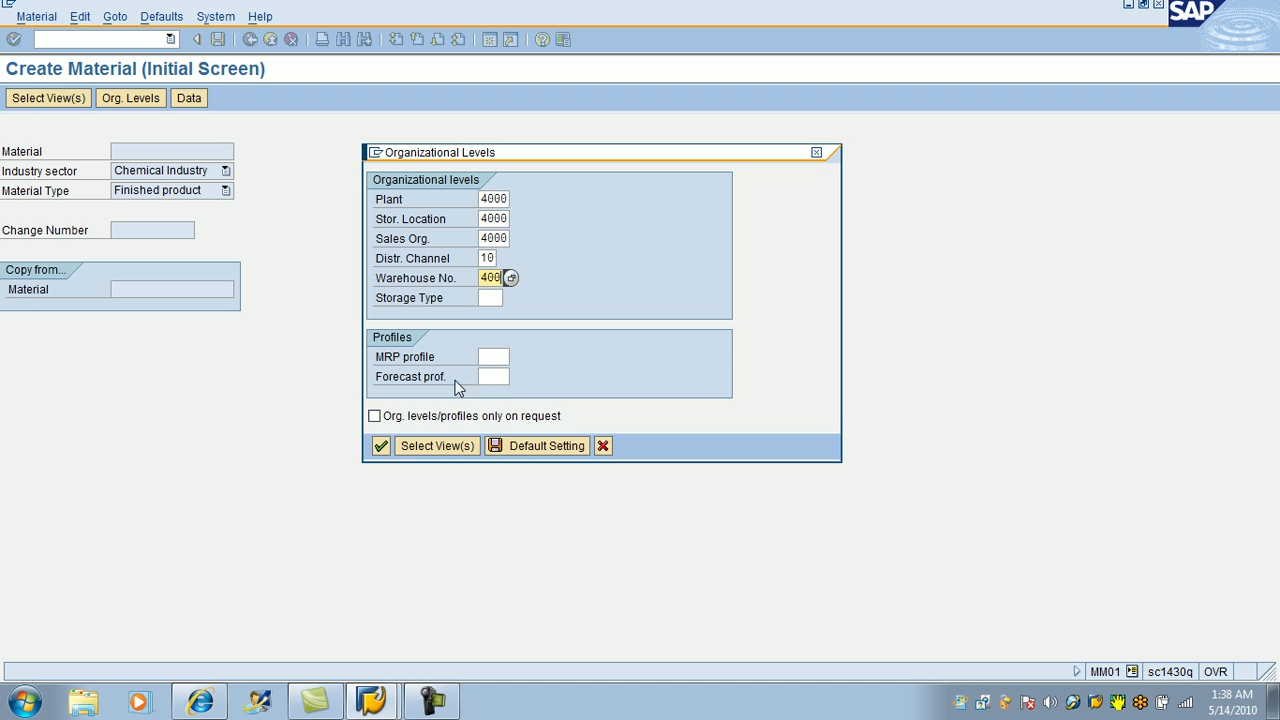 Material Edit Goto Defaults System Help
SAP
Create Material (Initial Screen)
Select View(s) Org. Levels Data
Material
Industry sector Chemical Industry
Material Type Finished product
Change Number
Copy from...
Material
Organizational Levels
Organizational levels
Plant 4000
Stor. Location 4000
Sales Org. 4000
Distr. Channel 10
Warehouse No. 400
Storage Type
Profiles
MRP profile
Forecast prof.
Org. levels/profiles only on request
Select View(s) Default Setting
MM01 sc1430q OVR
1:38 AM
5/14/2010